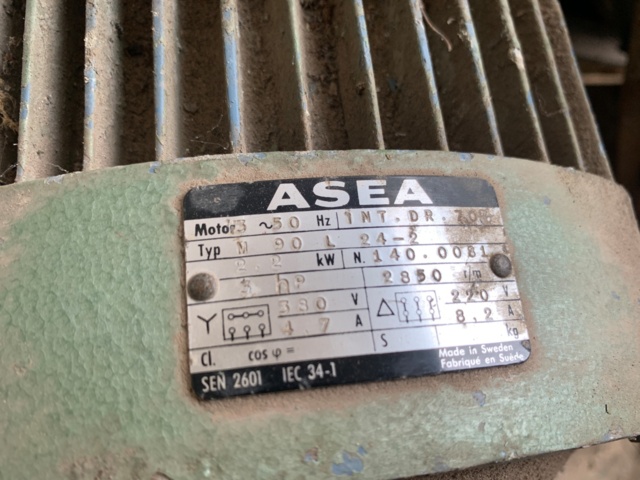 ASEA
Motor 3 ~ 50 Hz INT. DR. 70%
Typ M 90 L 24-2
2.2 kW N. 140.0081
3 hp 2850 r/m
Y 380 V Δ 220 V
4.7 A 8.2 A
Cl. cos φ = S kg
SEN 2601 IEC 34-1 Made in Sweden
Fabriqué en Suède